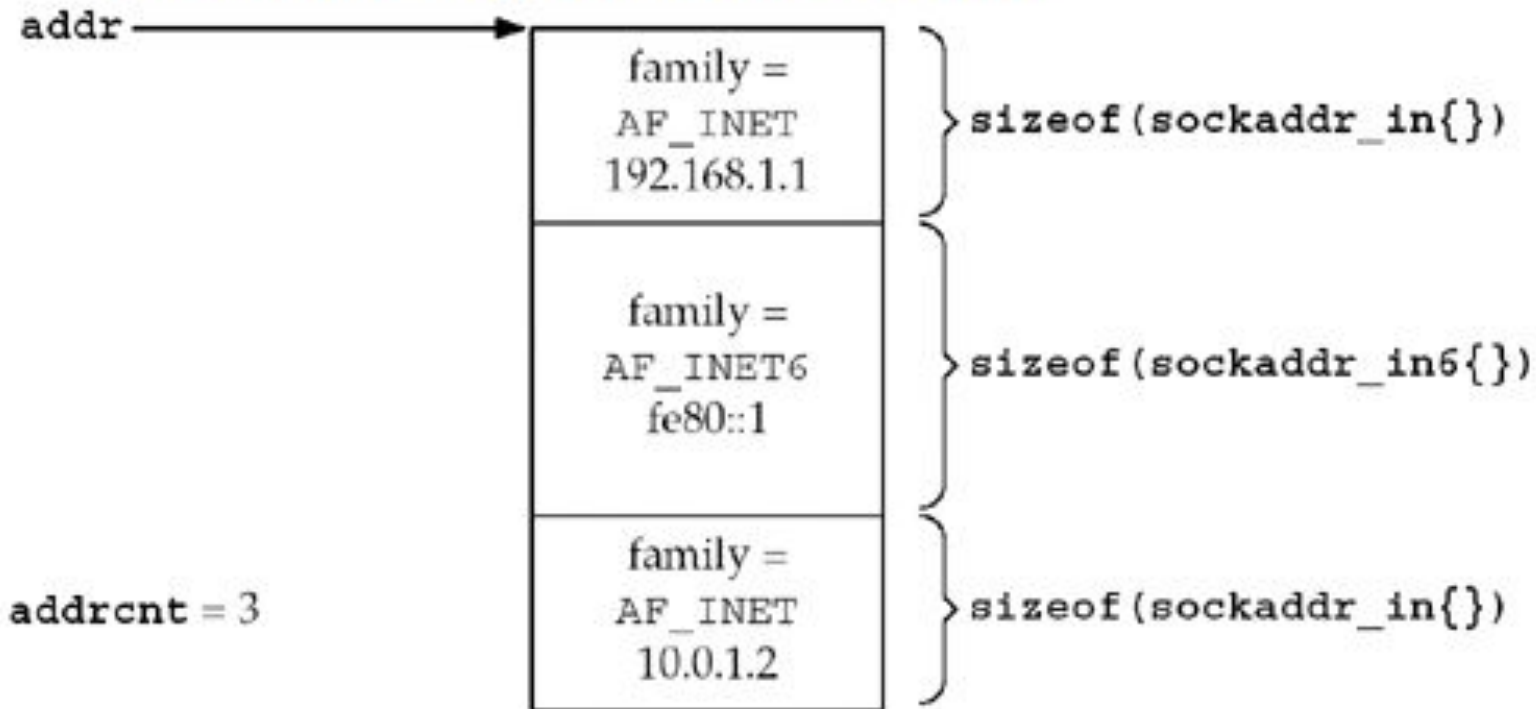 addr
family =
AF_INET
192.168.1.1
sizeof(sockaddr_in{})
family =
AF_INET6
fe80::1
sizeof(sockaddr_in6{})
addrcnt = 3
family =
AF_INET
10.0.1.2
sizeof(sockaddr_in{})